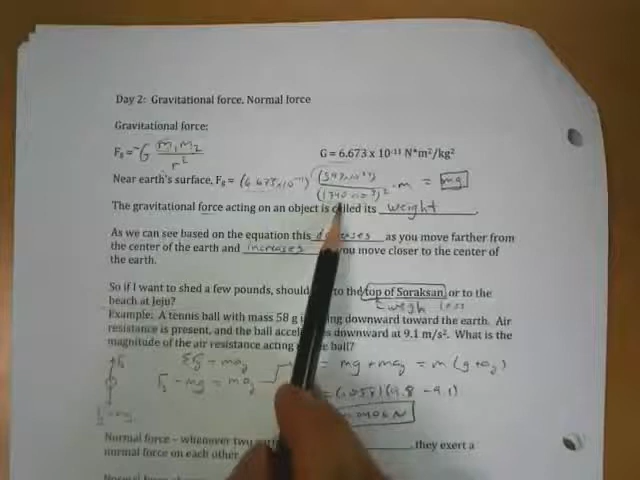 Day 2: Gravitational force, Normal force
Gravitational force:
F₈ = -G m₁m₂ / r² G = 6.673 x 10⁻¹¹ N*m²/kg²
Near earth's surface, F₈ = (6.673x10⁻¹¹) · m = mg
The gravitational force acting on an object is called its weight
As we can see based on the equation this decreases as you move farther from
the center of the earth and increases you move closer to the center of
the earth.
So if I want to shed a few pounds, should to the top of Soraksan or to the
beach at Jeju? weigh less
Example: A tennis ball with mass 58 g is downward toward the earth. Air
resistance is present, and the ball downward at 9.1 m/s². What is the
magnitude of the air resistance acting ball?
= ma = mg + ma = m(g+a)
- mg = ma = (.058)(9.8 - 9.1)
N
Normal force – whenever two they exert a
normal force on each other